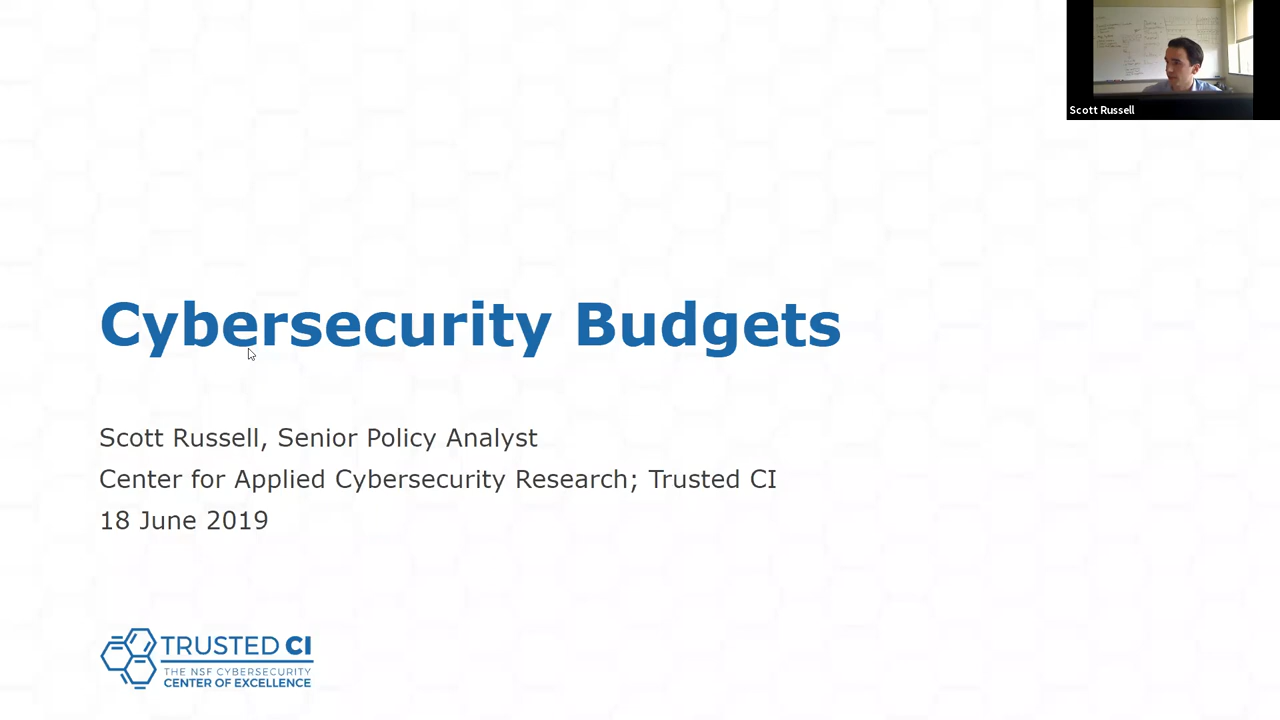 Scott Russell
Cybersecurity Budgets
Scott Russell, Senior Policy Analyst
Center for Applied Cybersecurity Research; Trusted CI
18 June 2019
TRUSTED CI
THE NSF CYBERSECURITY
CENTER OF EXCELLENCE